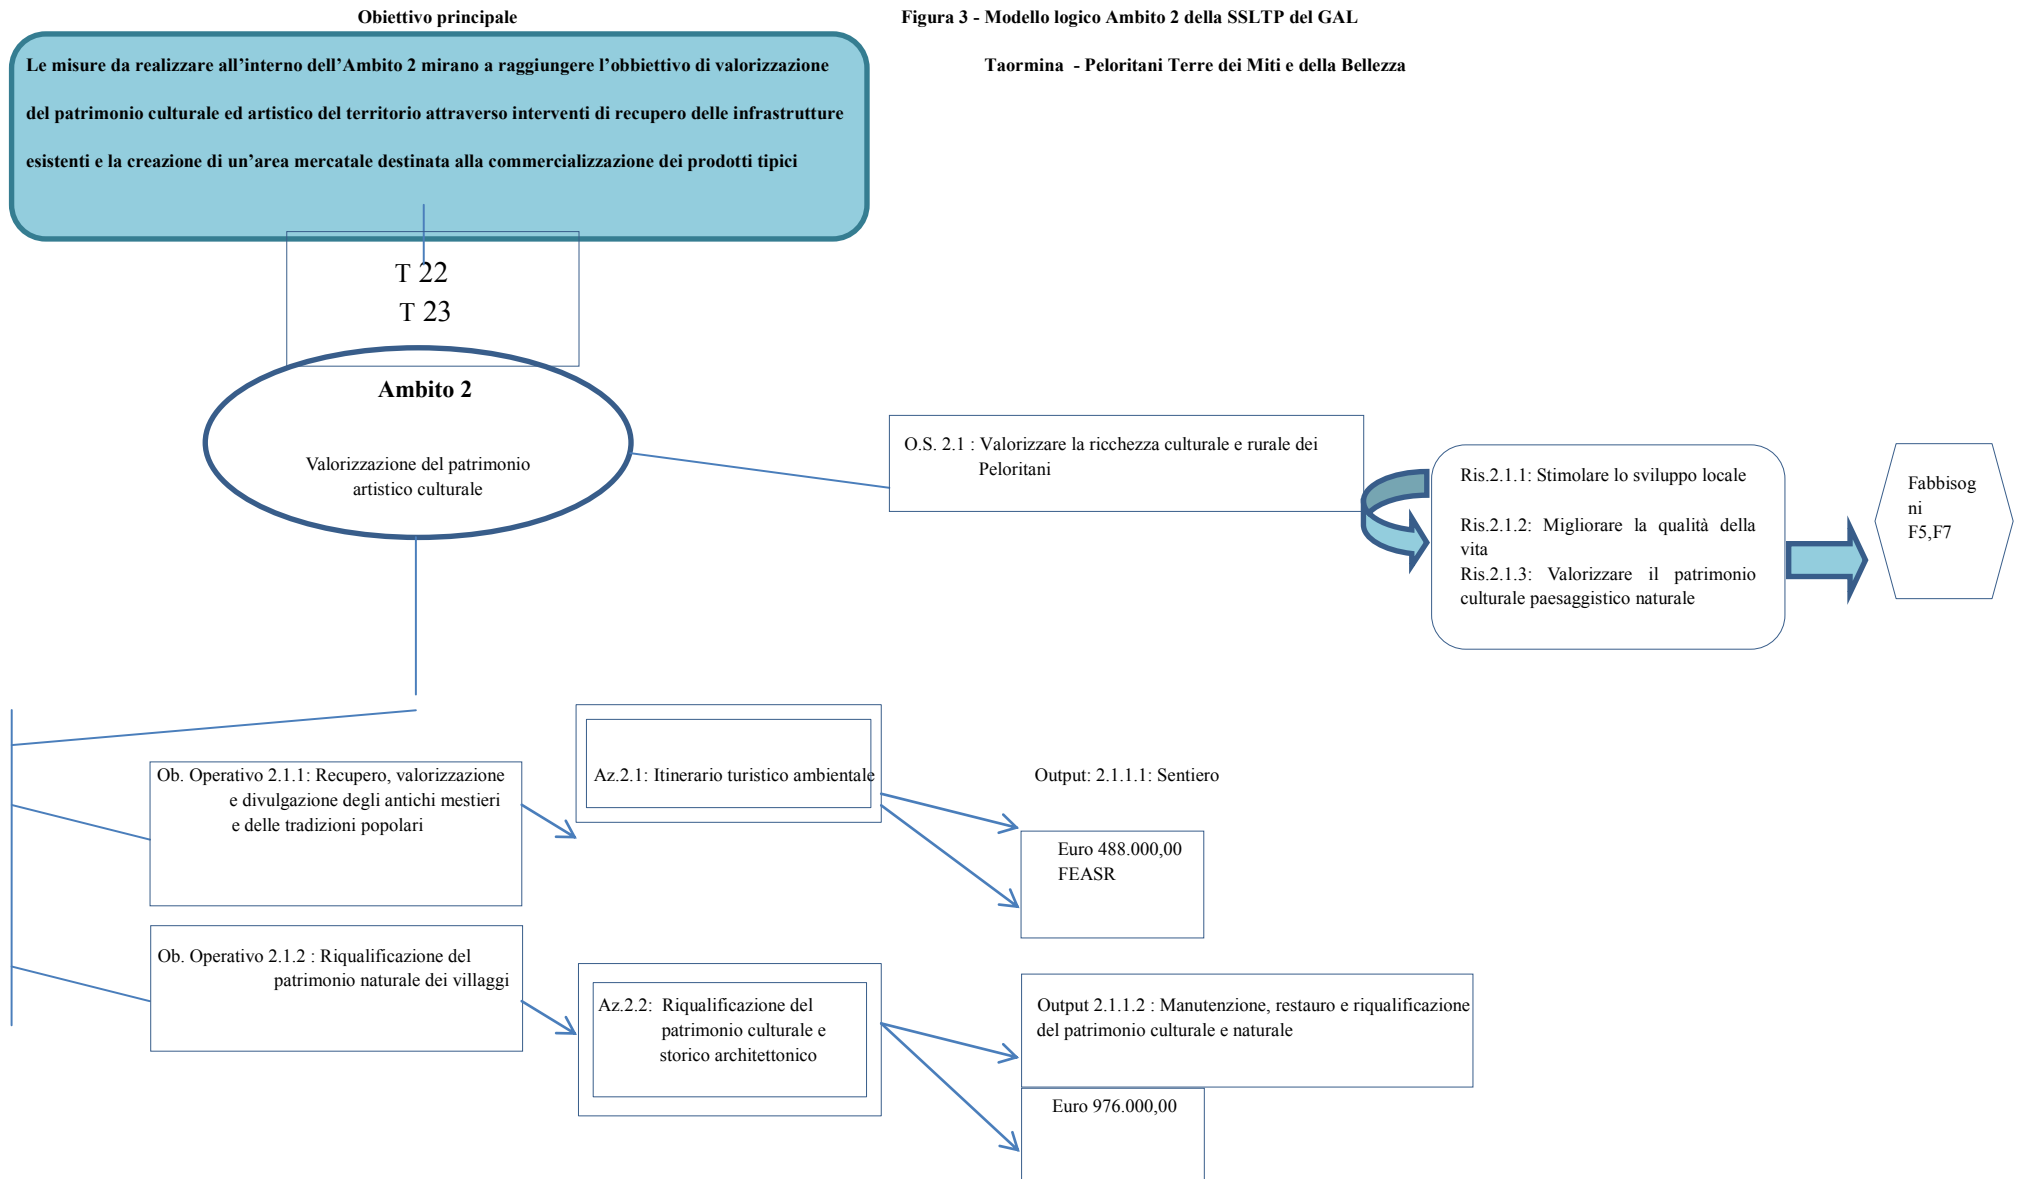 Obiettivo principale
Figura 3 - Modello logico Ambito 2 della SSLTP del GAL
Taormina - Peloritani Terre dei Miti e della Bellezza
Le misure da realizzare all’interno dell’Ambito 2 mirano a raggiungere l’obbiettivo di valorizzazione
del patrimonio culturale ed artistico del territorio attraverso interventi di recupero delle infrastrutture
esistenti e la creazione di un’area mercatale destinata alla commercializzazione dei prodotti tipici
T 22
T 23
Ambito 2
Valorizzazione del patrimonio
artistico culturale
O.S. 2.1 : Valorizzare la ricchezza culturale e rurale dei
Peloritani
Ris.2.1.1: Stimolare lo sviluppo locale
Ris.2.1.2: Migliorare la qualità della
vita
Ris.2.1.3: Valorizzare il patrimonio
culturale paesaggistico naturale
Fabbisog
ni
F5,F7
Ob. Operativo 2.1.1: Recupero, valorizzazione
e divulgazione degli antichi mestieri
e delle tradizioni popolari
Az.2.1: Itinerario turistico ambientale
Output: 2.1.1.1: Sentiero
Euro 488.000,00
FEASR
Ob. Operativo 2.1.2 : Riqualificazione del
patrimonio naturale dei villaggi
Az.2.2: Riqualificazione del
patrimonio culturale e
storico architettonico
Output 2.1.1.2 : Manutenzione, restauro e riqualificazione
del patrimonio culturale e naturale
Euro 976.000,00